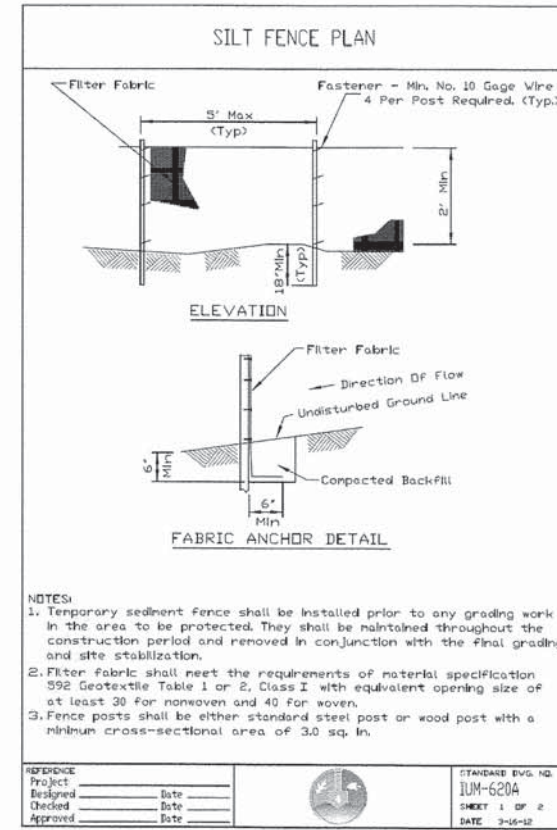 SILT FENCE PLAN
Filter Fabric
Fastener - Min. No. 10 Gage Wire
4 Per Post Required. (Typ.)
5' Max
(Typ)
2' Min
18"Min
(Typ)
ELEVATION
Filter Fabric
Direction Of Flow
Undisturbed Ground Line
6"
Min
Compacted Backfill
6"
Min
FABRIC ANCHOR DETAIL
NOTES:
1. Temporary sediment fence shall be installed prior to any grading work
in the area to be protected. They shall be maintained throughout the
construction period and removed in conjunction with the final grading
and site stabilization.
2. Filter fabric shall meet the requirements of material specification
592 Geotextile Table 1 or 2, Class I with equivalent opening size of
at least 30 for nonwoven and 40 for woven.
3. Fence posts shall be either standard steel post or wood post with a
minimum cross-sectional area of 3.0 sq. in.
REFERENCE
Project
Designed Date
Checked Date
Approved Date
STANDARD DWG. NO.
IUM-620A
SHEET 1 OF 2
DATE 3-16-12